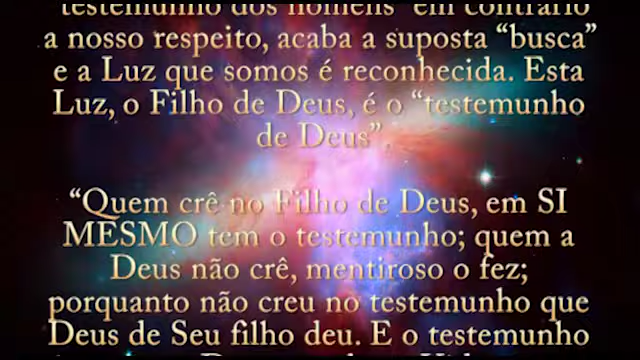 testemunho dos homens" em contrário
a nosso respeito, acaba a suposta “busca”
e a Luz que somos é reconhecida. Esta
Luz, o Filho de Deus, é o “testemunho
de Deus”.
“Quem crê no Filho de Deus, em SI
MESMO tem o testemunho; quem a
Deus não crê, mentiroso o fez;
porquanto não creu no testemunho que
Deus de Seu filho deu. E o testemunho